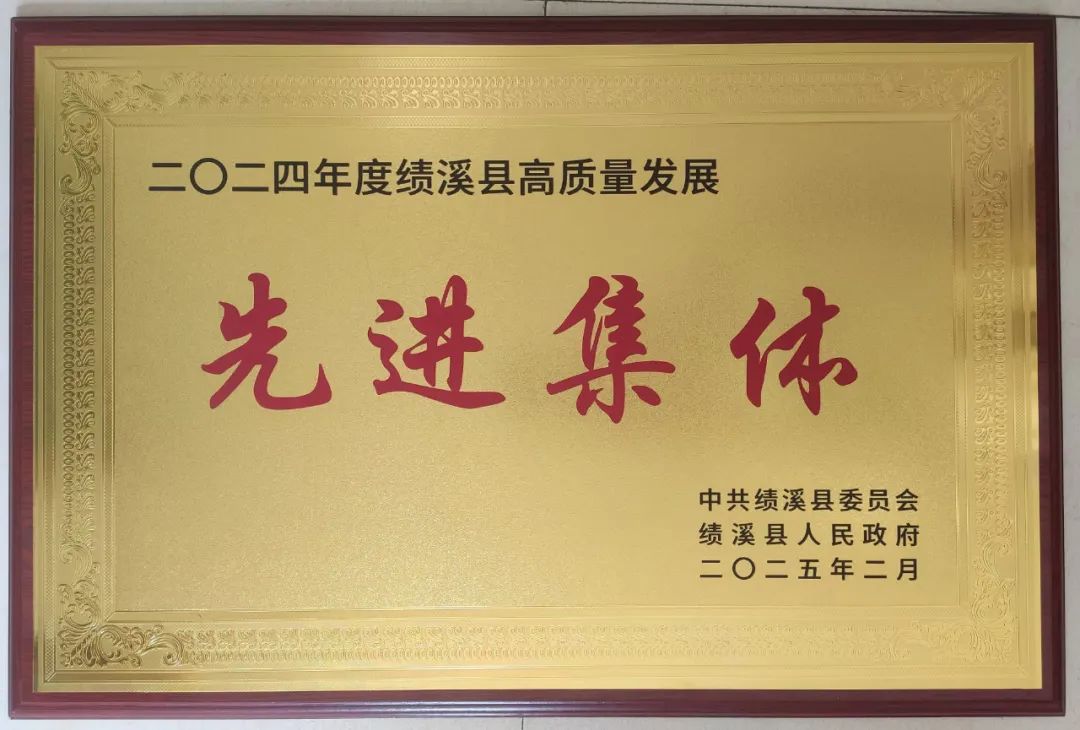 二〇二四年度绩溪县高质量发展
先进集体
中共绩溪县委员会
绩溪县人民政府
二〇二五年二月